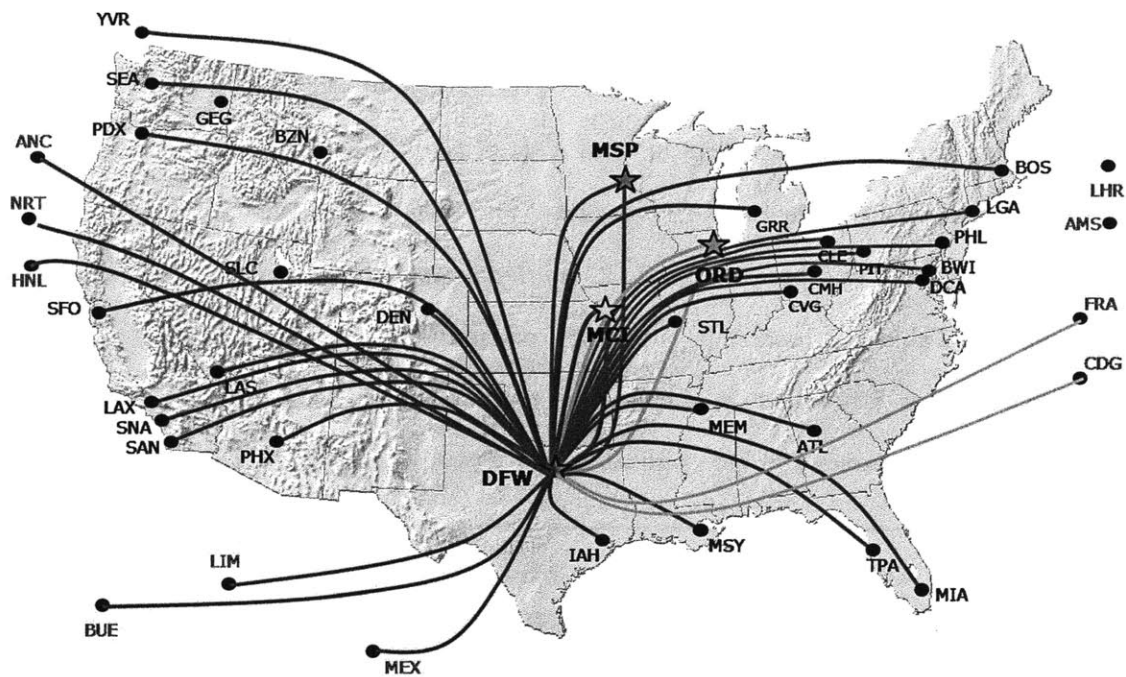 YVR
SEA
GEG
PDX
BZN
ANC
MSP
BOS
LHR
NRT
GRR
LGA
AMS
PHL
CLE
PIT
HNL
SLC
ORD
BWI
CMH
DCA
SFO
DEN
CVG
FRA
MCI
STL
CDG
LAS
LAX
SNA
MEM
SAN
PHX
ATL
DFW
IAH
MSY
LIM
TPA
MIA
BUE
MEX